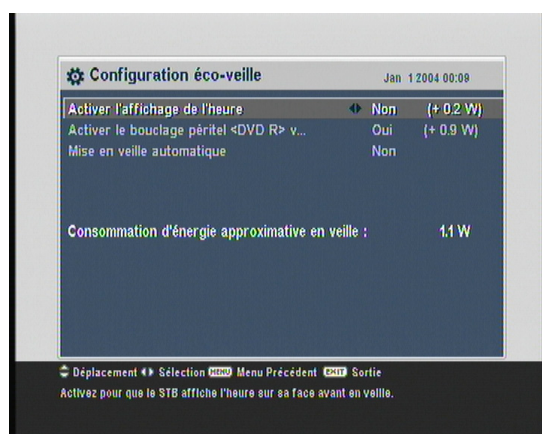 Configuration éco-veille Jan 1 2004 00:09
Activer l'affichage de l'heure Non (+ 0.2 W)
Activer le bouclage péritel <DVD R> v... Oui (+ 0.9 W)
Mise en veille automatique Non
Consommation d'énergie approximative en veille : 1.1 W
Déplacement Sélection MENU Menu Précédent EXIT Sortie
Activez pour que le STB affiche l'heure sur sa face avant en veille.